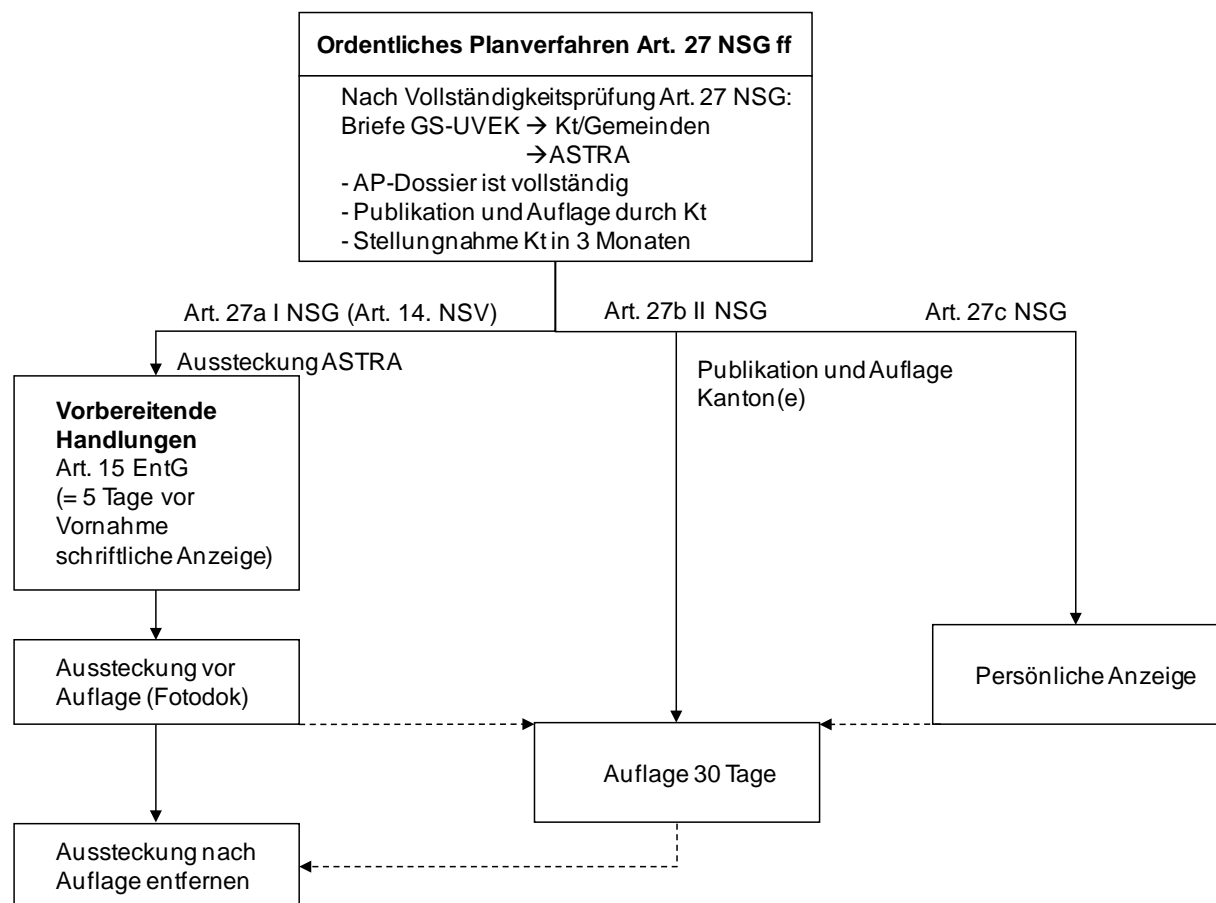 Ordentliches Planverfahren Art. 27 NSG ff
Nach Vollständigkeitsprüfung Art. 27 NSG:
Briefe GS-UVEK → Kt/Gemeinden
→ ASTRA
- AP-Dossier ist vollständig
- Publikation und Auflage durch Kt
- Stellungnahme Kt in 3 Monaten
Art. 27a I NSG (Art. 14. NSV)
Art. 27b II NSG
Art. 27c NSG
Aussteckung ASTRA
Publikation und Auflage
Kanton(e)
Vorbereitende
Handlungen
Art. 15 EntG
(= 5 Tage vor
Vornahme
schriftliche Anzeige)
Aussteckung vor
Auflage (Fotodok)
Persönliche Anzeige
Auflage 30 Tage
Aussteckung nach
Auflage entfernen